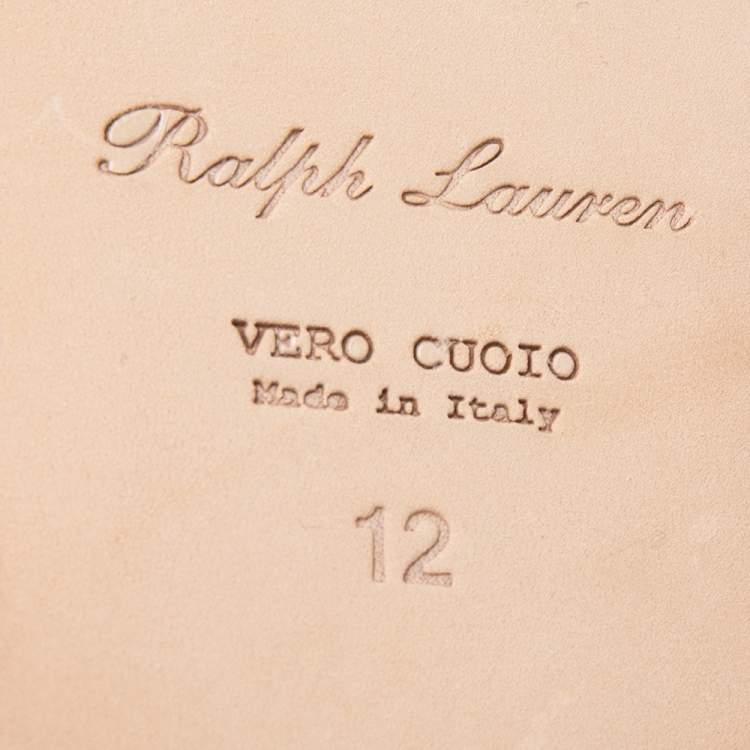 Ralph Lauren
VERO CUOIO
Made in Italy
12